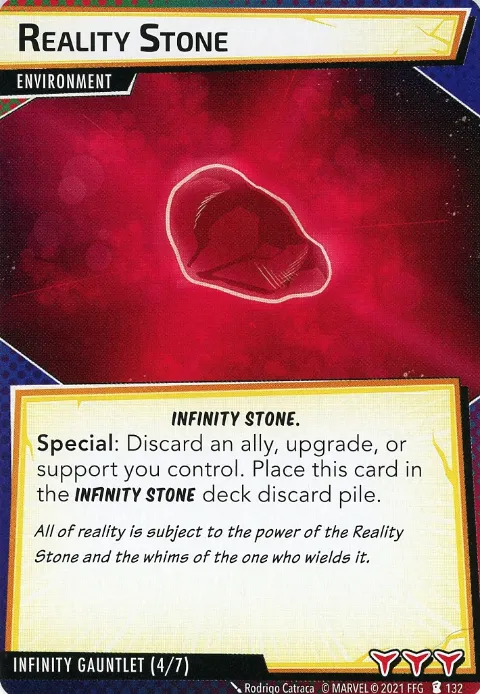 REALITY STONE
ENVIRONMENT
INFINITY STONE.
Special: Discard an ally, upgrade, or
support you control. Place this card in
the INFINITY STONE deck discard pile.
All of reality is subject to the power of the Reality
Stone and the whims of the one who wields it.
INFINITY GAUNTLET (4/7)
Rodrigo Catraca © MARVEL © 2021 FFG 132